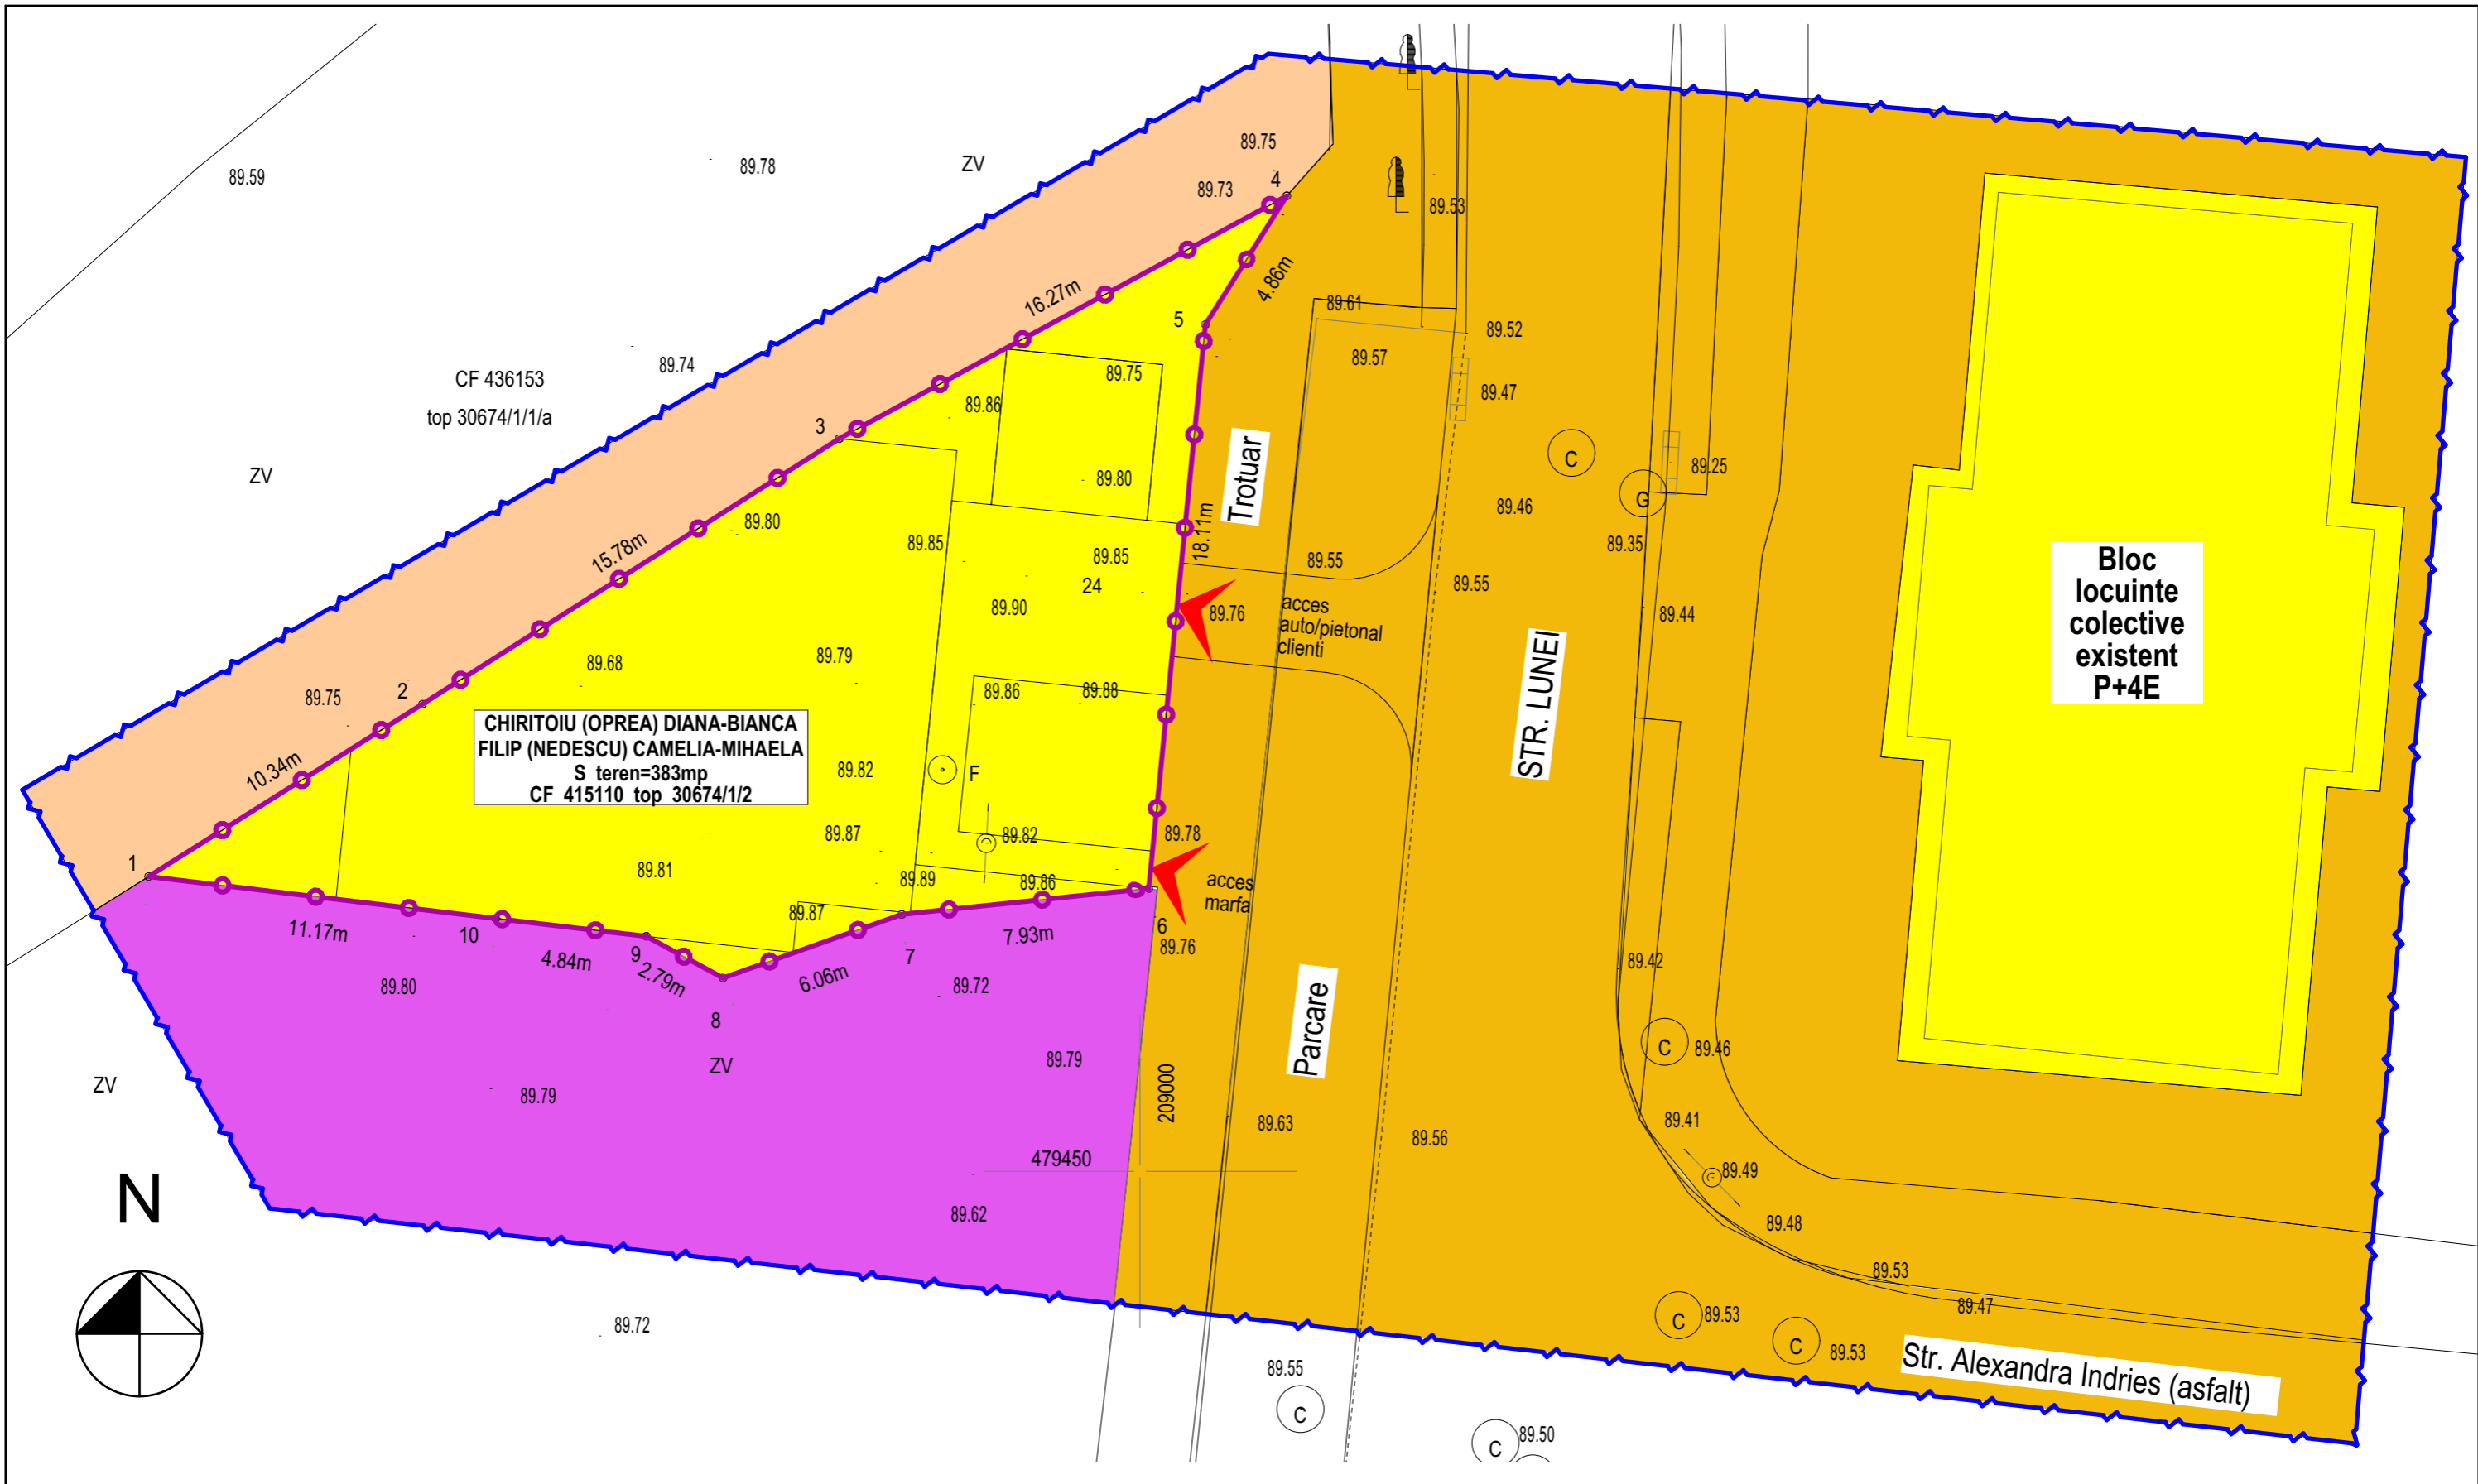 89.59
89.78
ZV
89.75
89.73
4
89.53
16.27m
4.86m
5
89.61
89.52
89.57
89.47
CF 436153
top 30674/1/1/a
89.74
89.75
89.86
3
ZV
89.80
89.80
89.85
89.85
Trotuar
18.11m
C
G
89.25
89.46
89.35
15.78m
24
89.90
89.55
89.55
89.76
acces
auto/pietonal
clienti
89.44
Bloc
locuinte
colective
existent
P+4E
STR. LUNEI
89.68
89.79
89.75
2
89.86
89.88
CHIRITOIU (OPREA) DIANA-BIANCA
FILIP (NEDESCU) CAMELIA-MIHAELA
S teren=383mp
CF 415110 top 30674/1/2
10.34m
89.82
F
89.87
89.82
89.78
1
89.81
89.89
89.86
acces
marfa
89.87
11.17m
10
4.84m
9
2.79m
6.06m
7
7.93m
6
89.76
89.42
89.80
89.72
8
ZV
89.79
Parcare
C
89.46
ZV
89.79
209000
89.63
89.56
89.41
479450
89.49
N
89.62
89.48
89.53
89.47
89.72
C
89.53
C
89.53
Str. Alexandra Indries (asfalt)
89.55
C
C
89.50